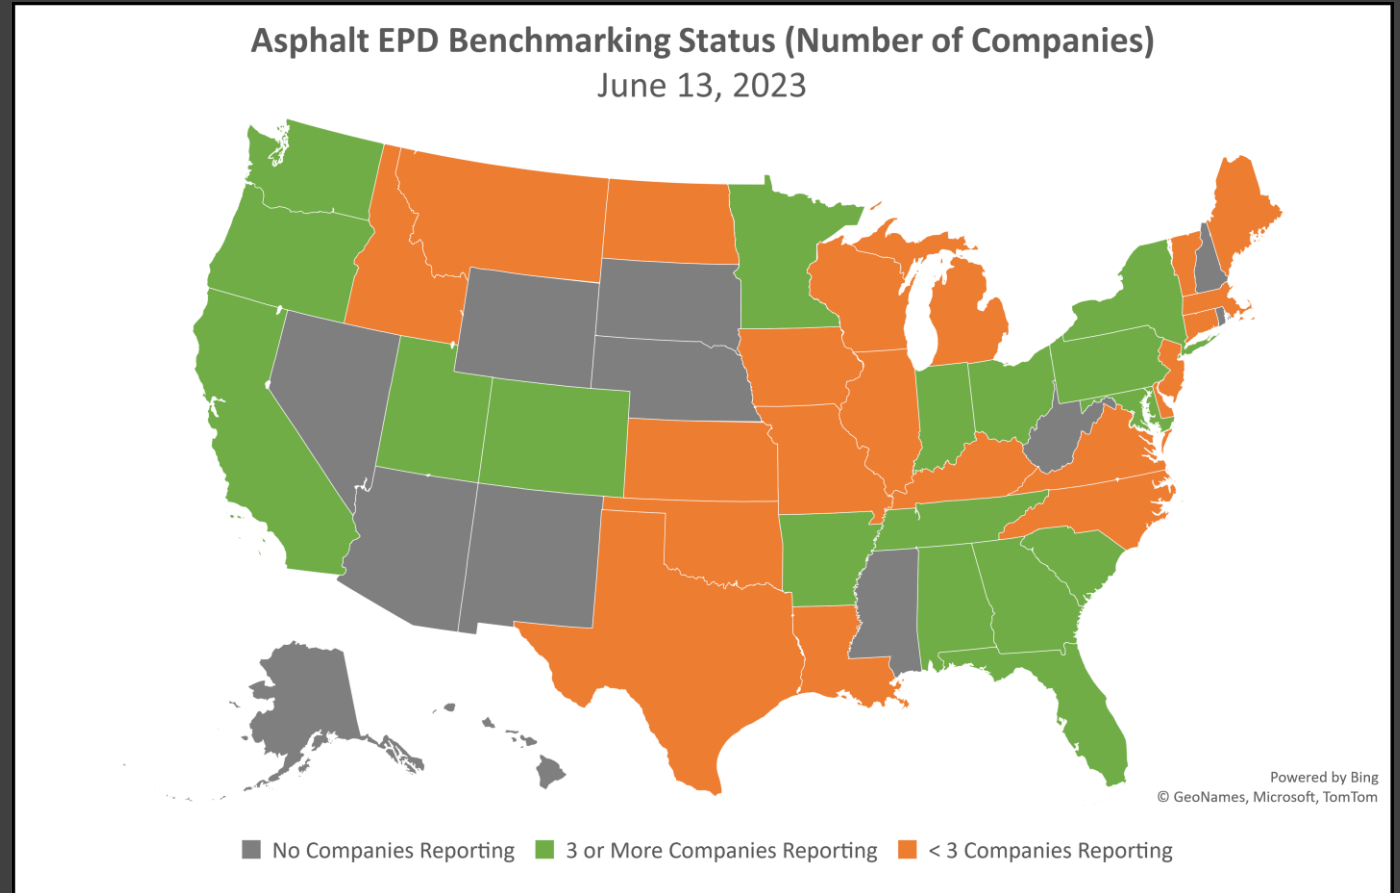 Asphalt EPD Benchmarking Status (Number of Companies)
June 13, 2023
Powered by Bing
© GeoNames, Microsoft, TomTom
No Companies Reporting 3 or More Companies Reporting < 3 Companies Reporting